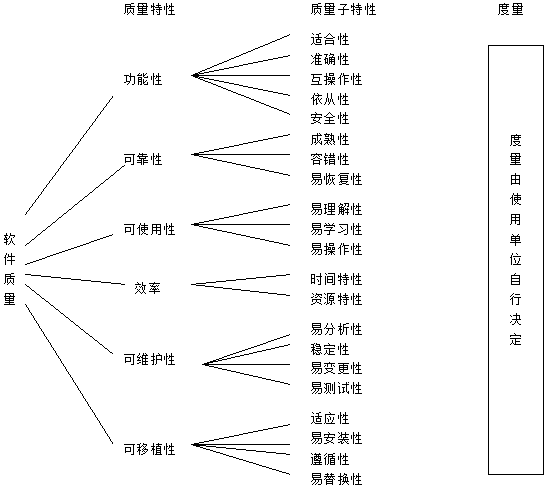 质量特性 质量子特性 度量
功能性
适合性
准确性
互操作性
依从性
安全性
可靠性
成熟性
容错性
易恢复性
可使用性
易理解性
易学习性
易操作性
效率
时间特性
资源特性
可维护性
易分析性
稳定性
易变更性
易测试性
可移植性
适应性
易安装性
遵循性
易替换性
软件质量
度量由使用单位自行决定